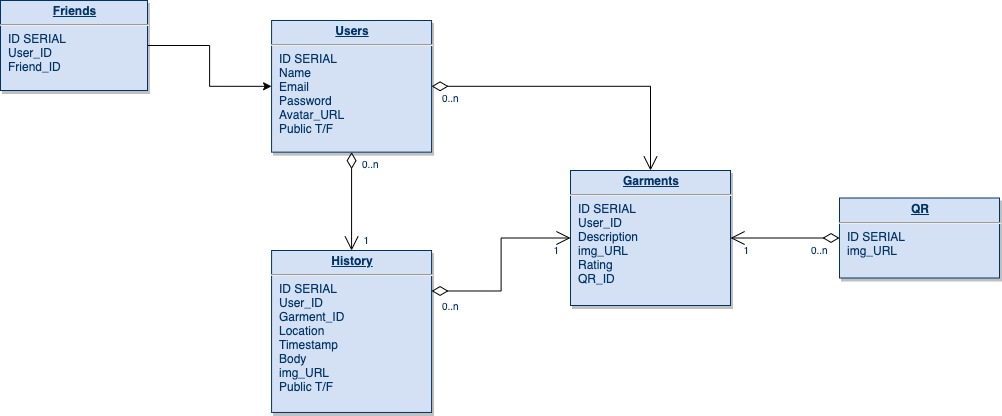 Friends
ID SERIAL
User_ID
Friend_ID
Users
ID SERIAL
Name
Email
Password
Avatar_URL
Public T/F
0..n
0..n
1
Garments
ID SERIAL
User_ID
Description
img_URL
Rating
QR_ID
1
1
0..n
QR
ID SERIAL
img_URL
History
ID SERIAL
User_ID
Garment_ID
Location
Timestamp
Body
img_URL
Public T/F
0..n